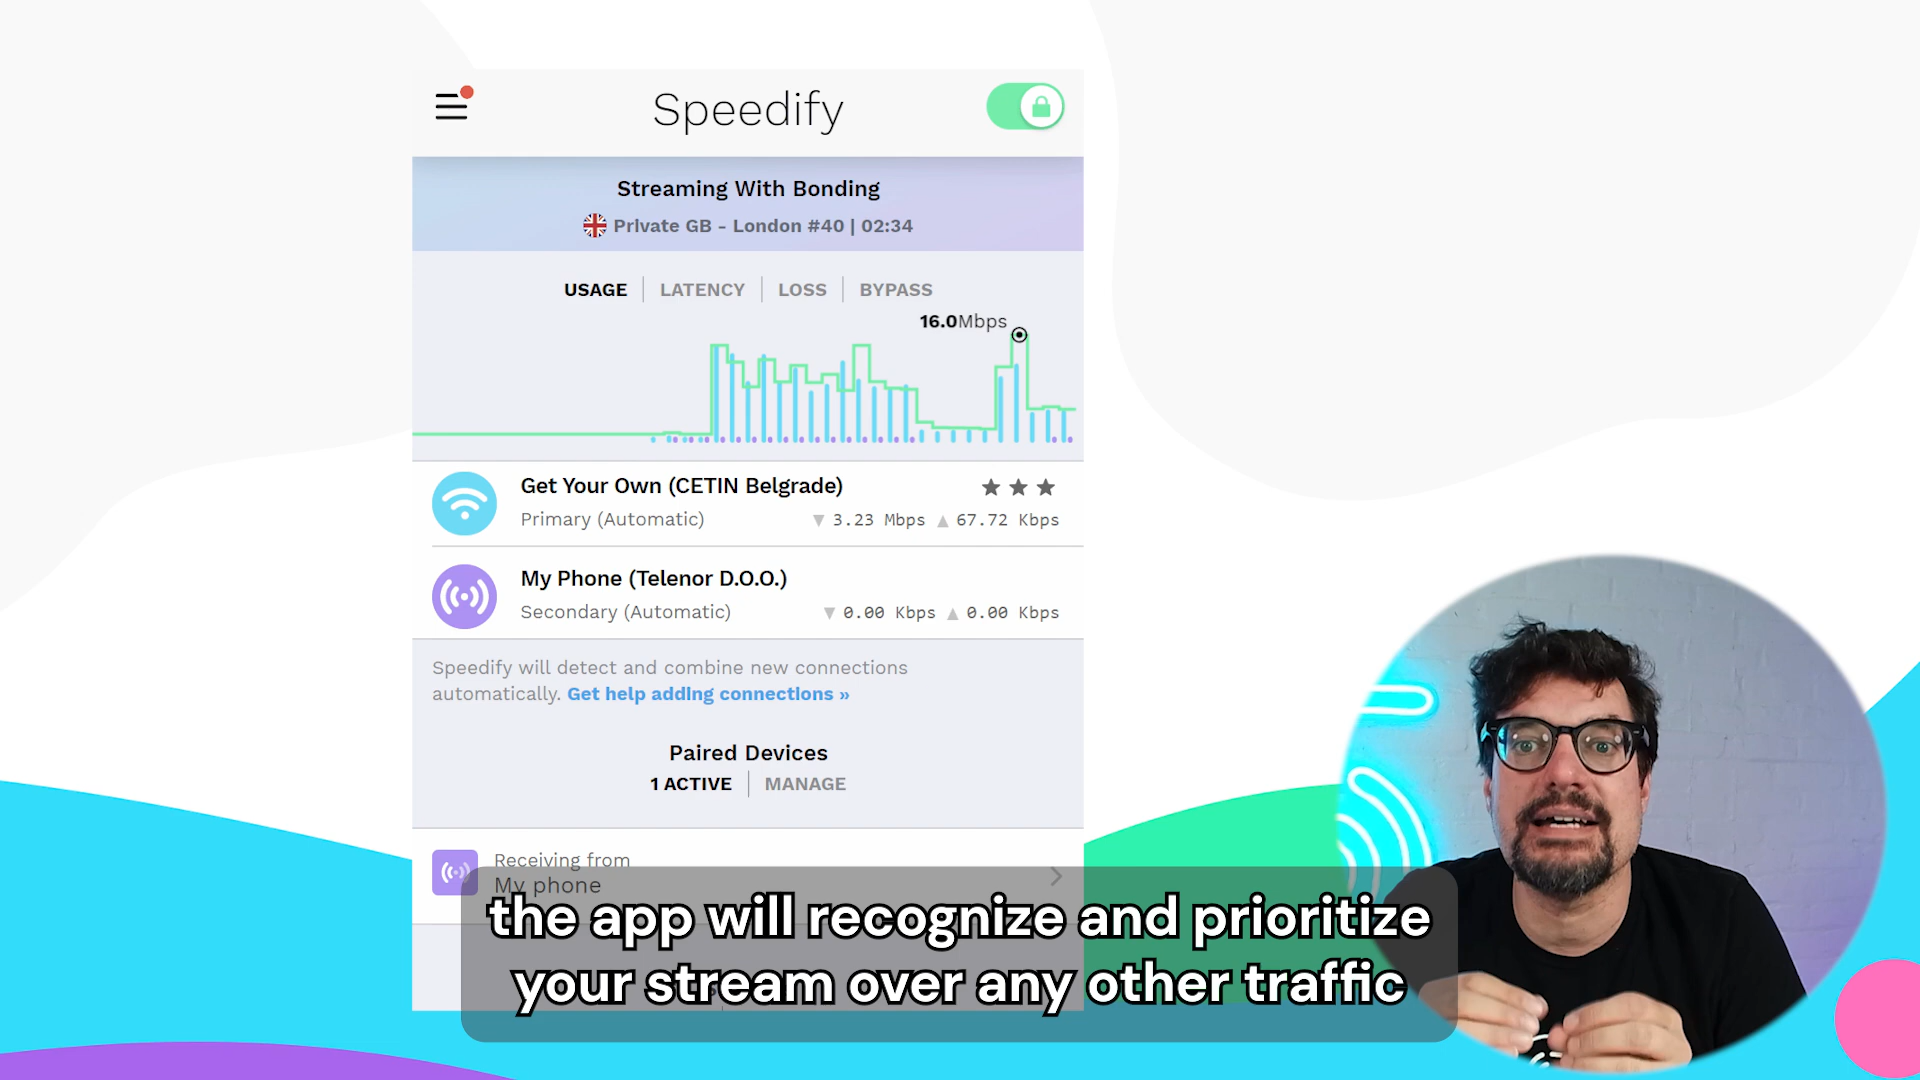 Speedify
Streaming With Bonding
Private GB - London #40 | 02:34
USAGE | LATENCY | LOSS | BYPASS
16.0Mbps
Get Your Own (CETIN Belgrade) ★ ★ ★
Primary (Automatic) ▼ 3.23 Mbps ▲ 67.72 Kbps
My Phone (Telenor D.O.O.)
Secondary (Automatic) ▼ 0.00 Kbps ▲ 0.00 Kbps
Speedify will detect and combine new connections
automatically. Get help adding connections »
Paired Devices
1 ACTIVE | MANAGE
Receiving from
My phone
the app will recognize and prioritize
your stream over any other traffic